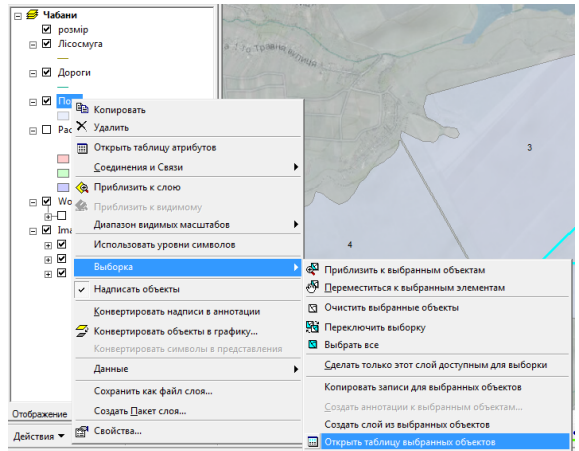 Чабани
розмір
Лісосмуга
Дороги
Копировать
Удалить
Открыть таблицу атрибутов
Соединения и Связи
Приблизить к слою
Приблизить к видимому
Диапазон видимых масштабов
Использовать уровни символов
Выборка
Надписать объекты
Конвертировать надписи в аннотации
Конвертировать объекты в графику...
Конвертировать символы в представления
Данные
Сохранить как файл слоя...
Создать Пакет слоя...
Свойства...
Приблизить к выбранным объектам
Переместиться к выбранным элементам
Очистить выбранные объекты
Переключить выборку
Выбрать все
Сделать только этот слой доступным для выборки
Копировать записи для выбранных объектов
Создать аннотации к выбранным объектам...
Создать слой из выбранных объектов
Открыть таблицу выбранных объектов
Отображение
Действия
3
4